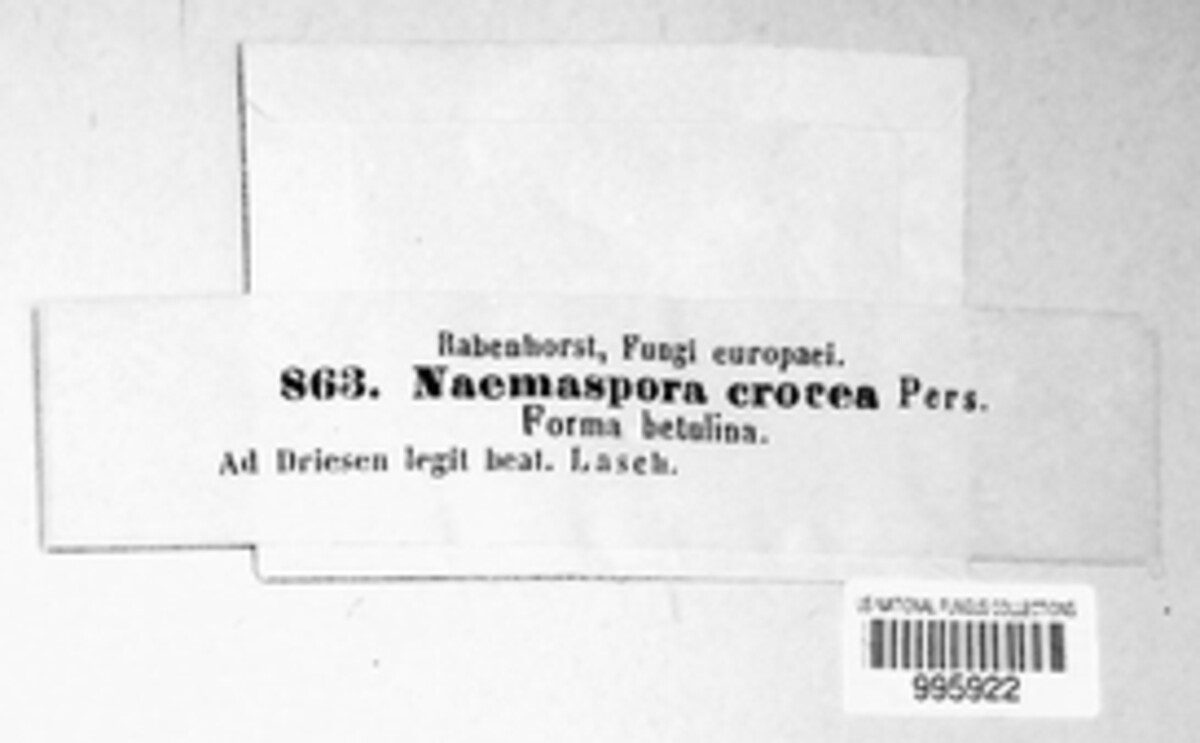 Rabenhorst, Fungi europaei.
863. Naemaspora crocea Pers.
Forma betulina.
Ad Driesen legit beat. Lasch.
US NATIONAL FUNGUS COLLECTIONS
995922